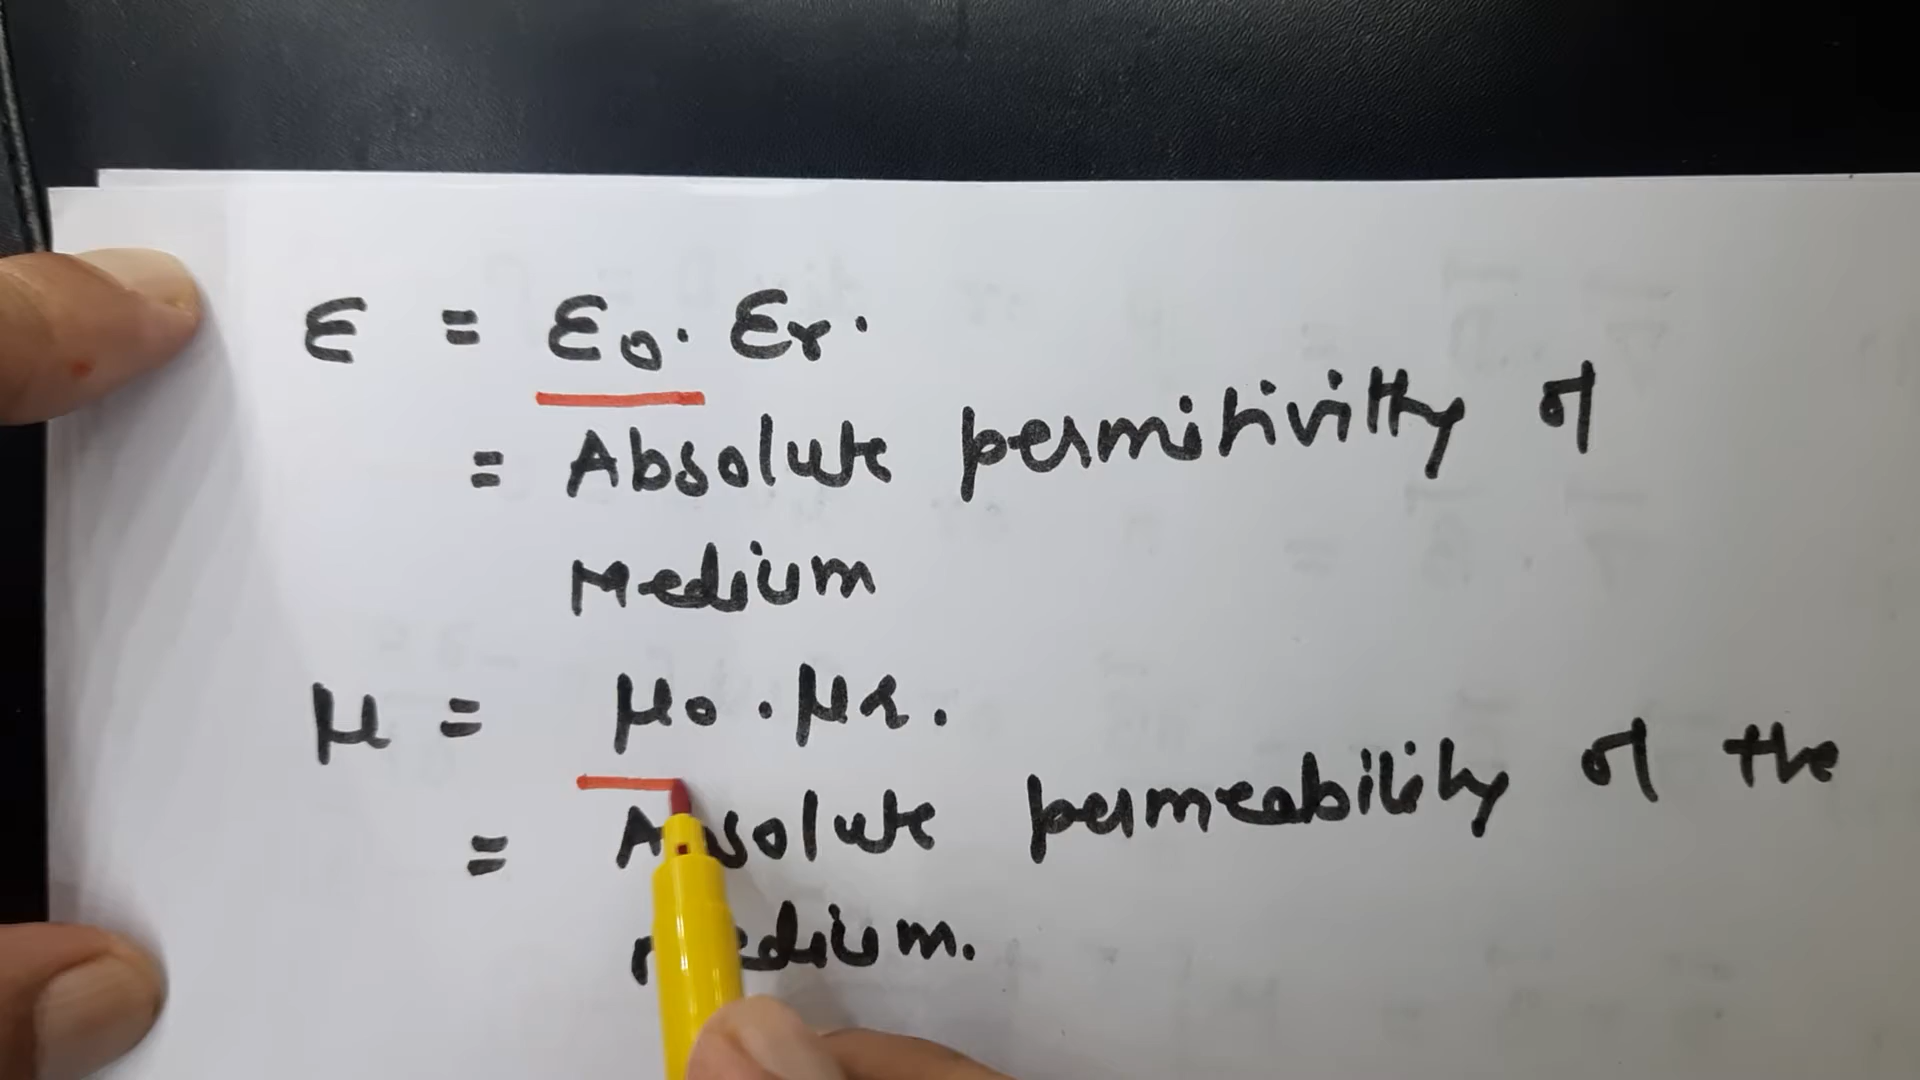 ε = ε₀. εr.
= Absolute permitivitty of
Medium
μ = μ₀. μr.
= Absolute permeability of the
medium.